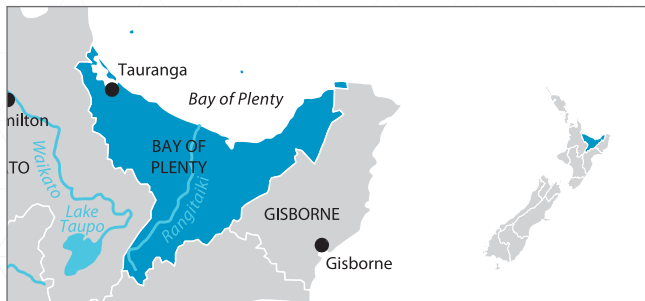 Tauranga
Bay of Plenty
milton
Waikato
TO
BAY OF
PLENTY
Rangitaiki
Lake
Taupo
GISBORNE
Gisborne